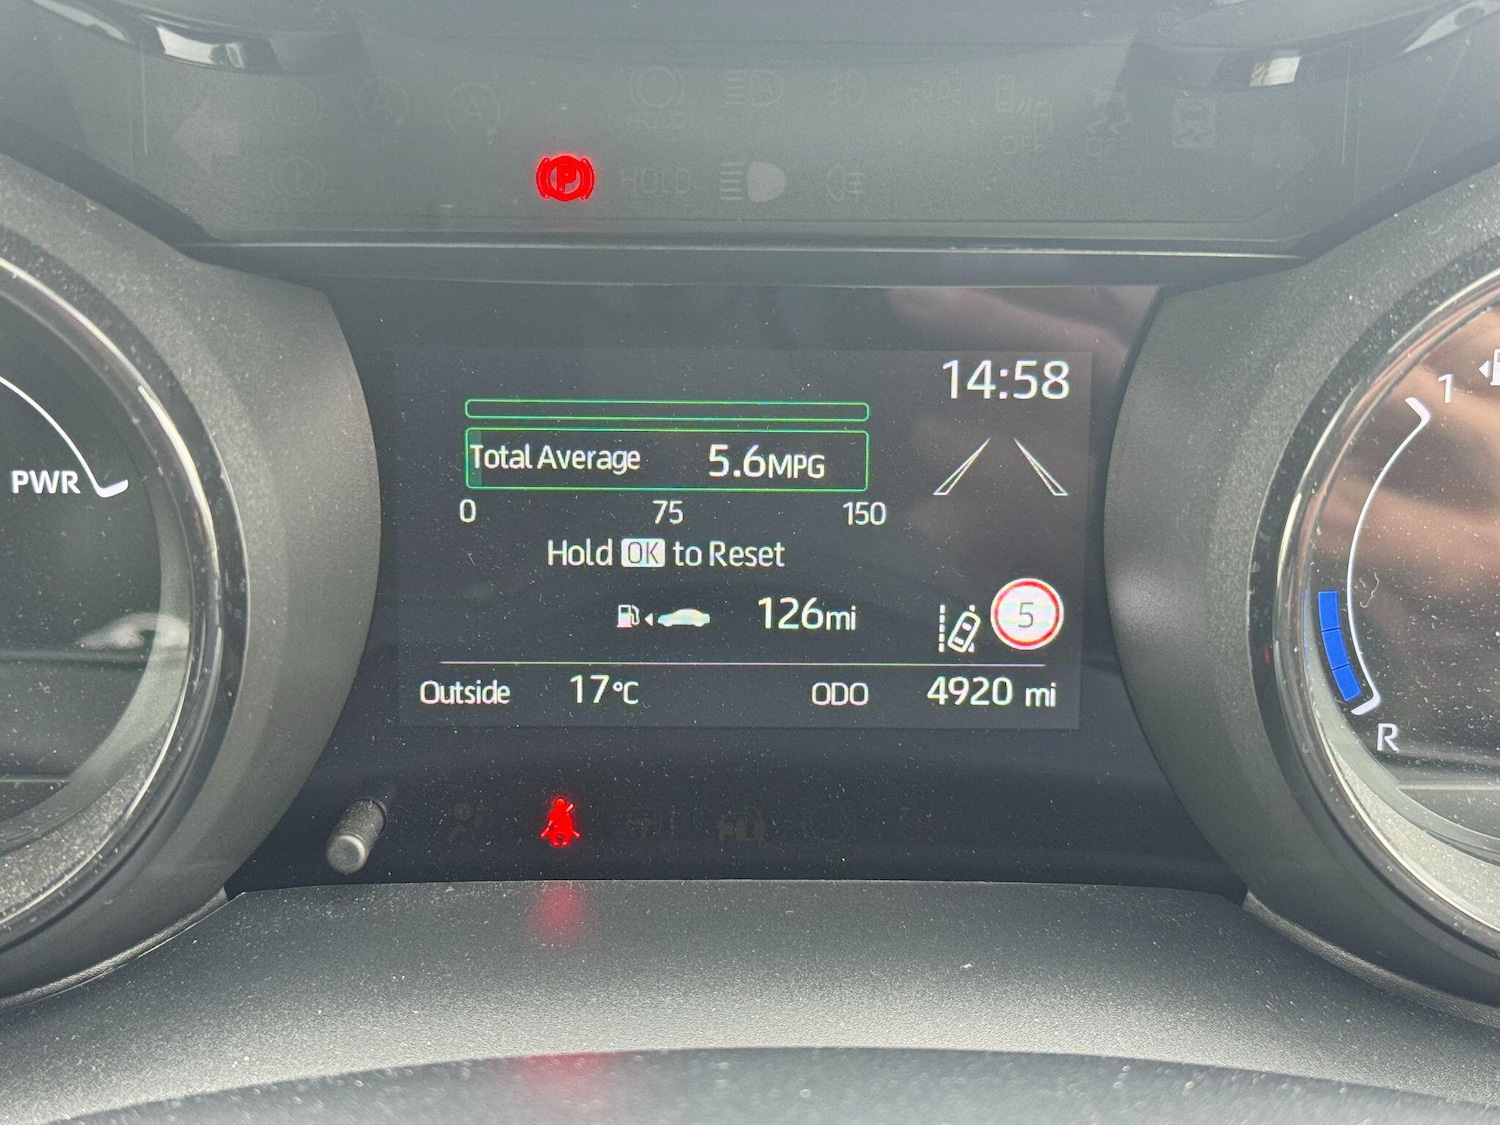 P
HOLD
14:58
Total Average 5.6MPG
0 75 150
Hold OK to Reset
126mi
5
Outside 17°C ODO 4920 mi
PWR
1
R